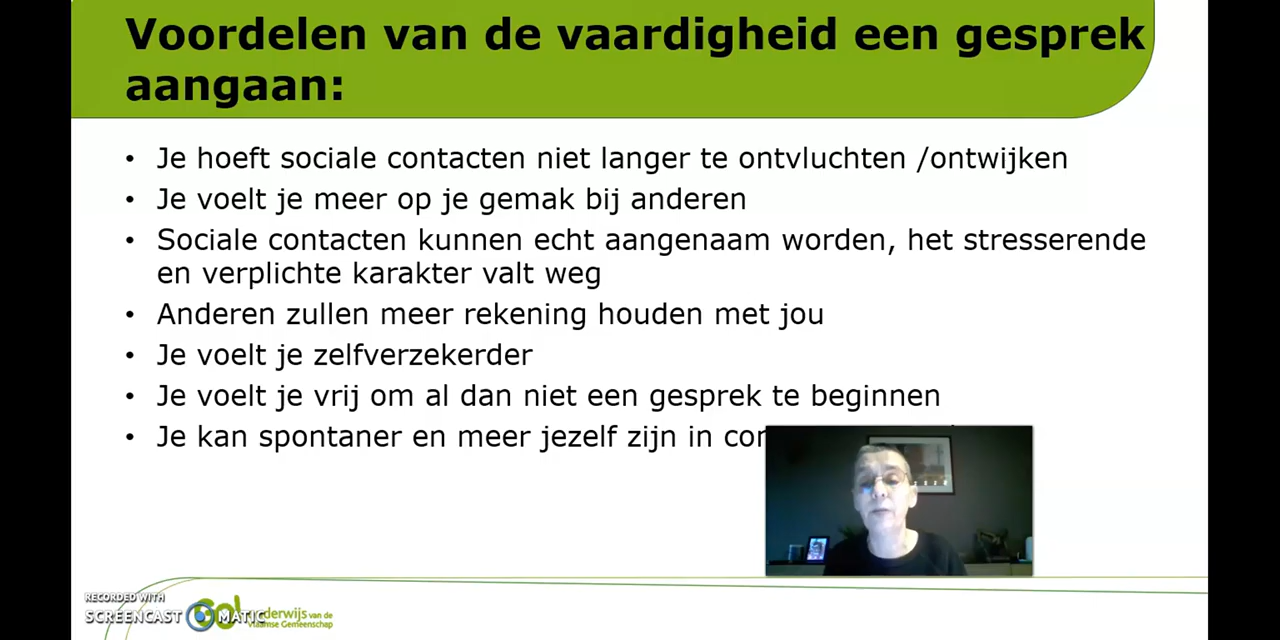 Voordelen van de vaardigheid een gesprek
aangaan:
• Je hoeft sociale contacten niet langer te ontvluchten /ontwijken
• Je voelt je meer op je gemak bij anderen
• Sociale contacten kunnen echt aangenaam worden, het stresserende
en verplichte karakter valt weg
• Anderen zullen meer rekening houden met jou
• Je voelt je zelfverzekerder
• Je voelt je vrij om al dan niet een gesprek te beginnen
• Je kan spontaner en meer jezelf zijn in
RECORDED WITH
SCREENCAST MATIC
van de
Vlaamse Gemeenschap